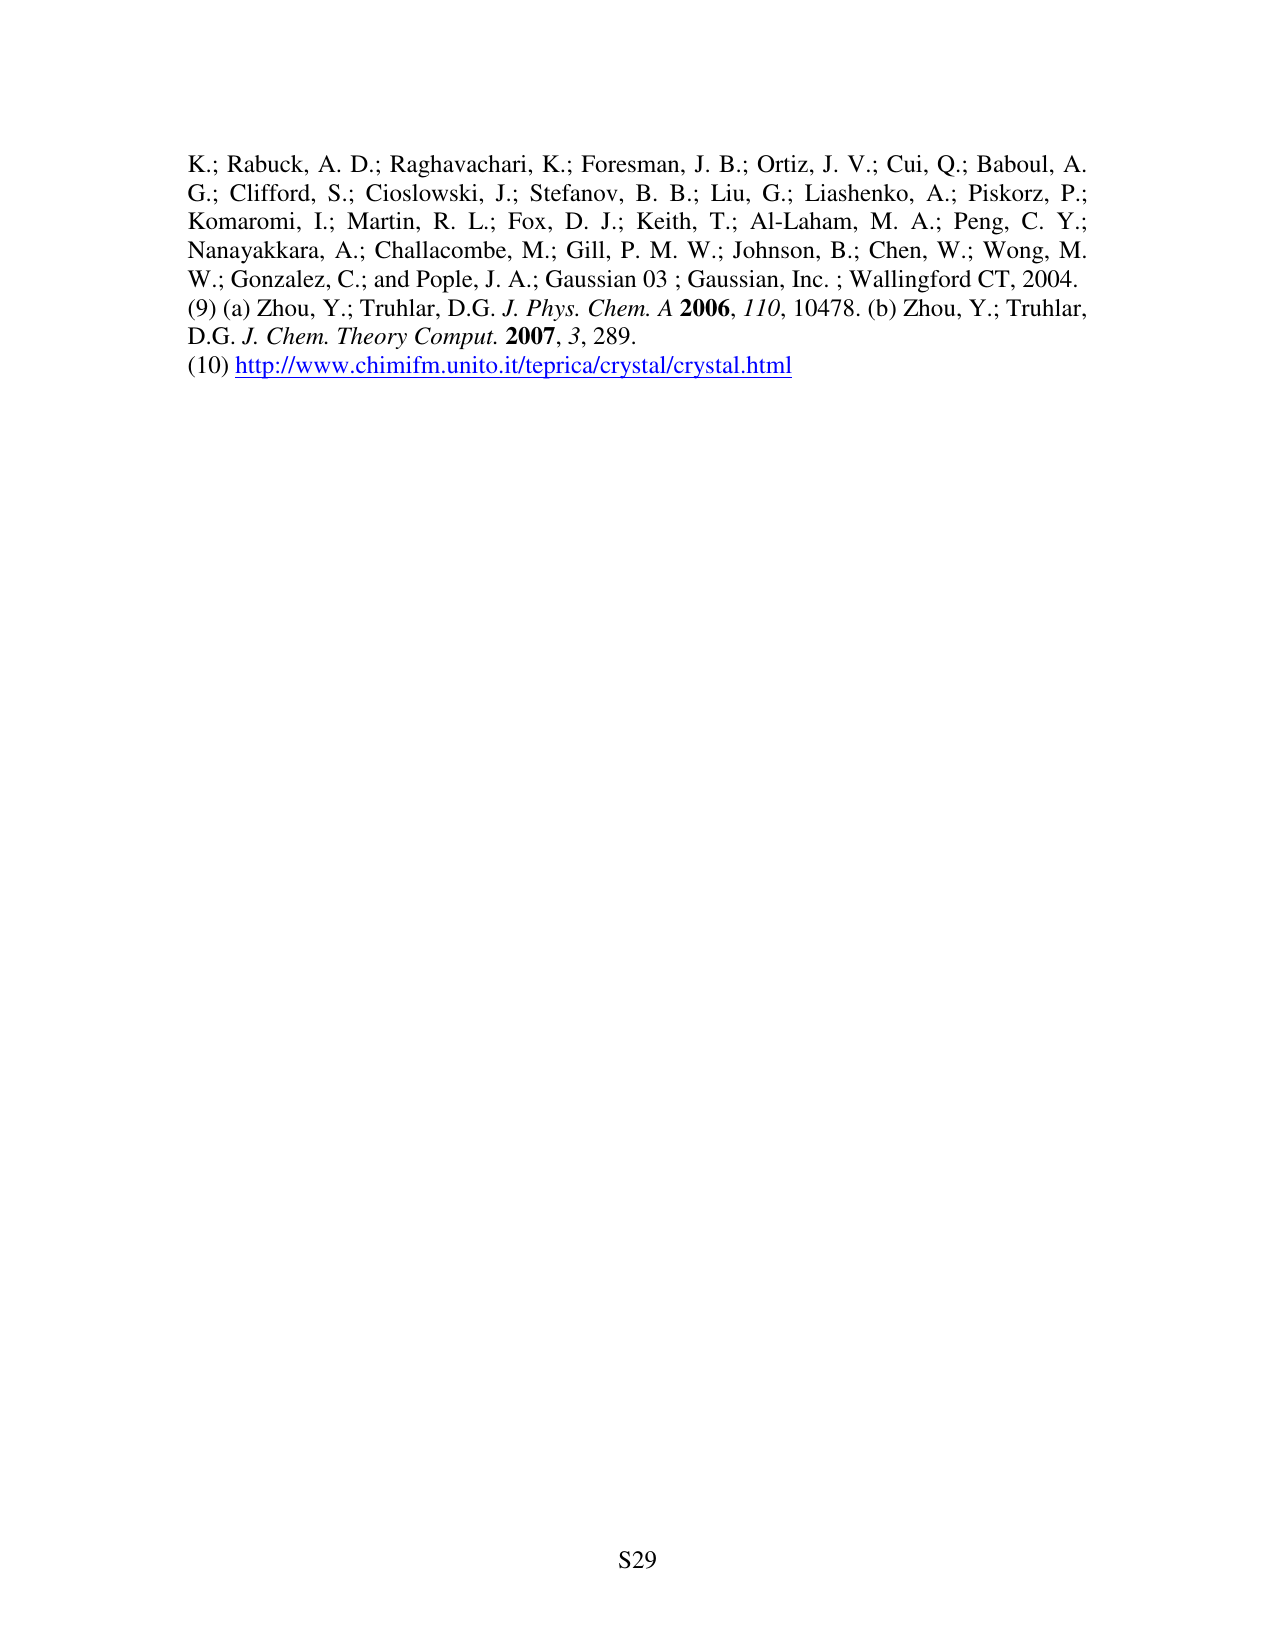 K.; Rabuck, A. D.; Raghavachari, K.; Foresman, J. B.; Ortiz, J. V.; Cui, Q.; Baboul, A.
G.; Clifford, S.; Cioslowski, J.; Stefanov, B. B.; Liu, G.; Liashenko, A.; Piskorz, P.;
Komaromi, I.; Martin, R. L.; Fox, D. J.; Keith, T.; Al-Laham, M. A.; Peng, C. Y.;
Nanayakkara, A.; Challacombe, M.; Gill, P. M. W.; Johnson, B.; Chen, W.; Wong, M.
W.; Gonzalez, C.; and Pople, J. A.; Gaussian 03 ; Gaussian, Inc. ; Wallingford CT, 2004.
(9) (a) Zhou, Y.; Truhlar, D.G. J. Phys. Chem. A 2006, 110, 10478. (b) Zhou, Y.; Truhlar,
D.G. J. Chem. Theory Comput. 2007, 3, 289.
(10) http://www.chimifm.unito.it/teprica/crystal/crystal.html
S29